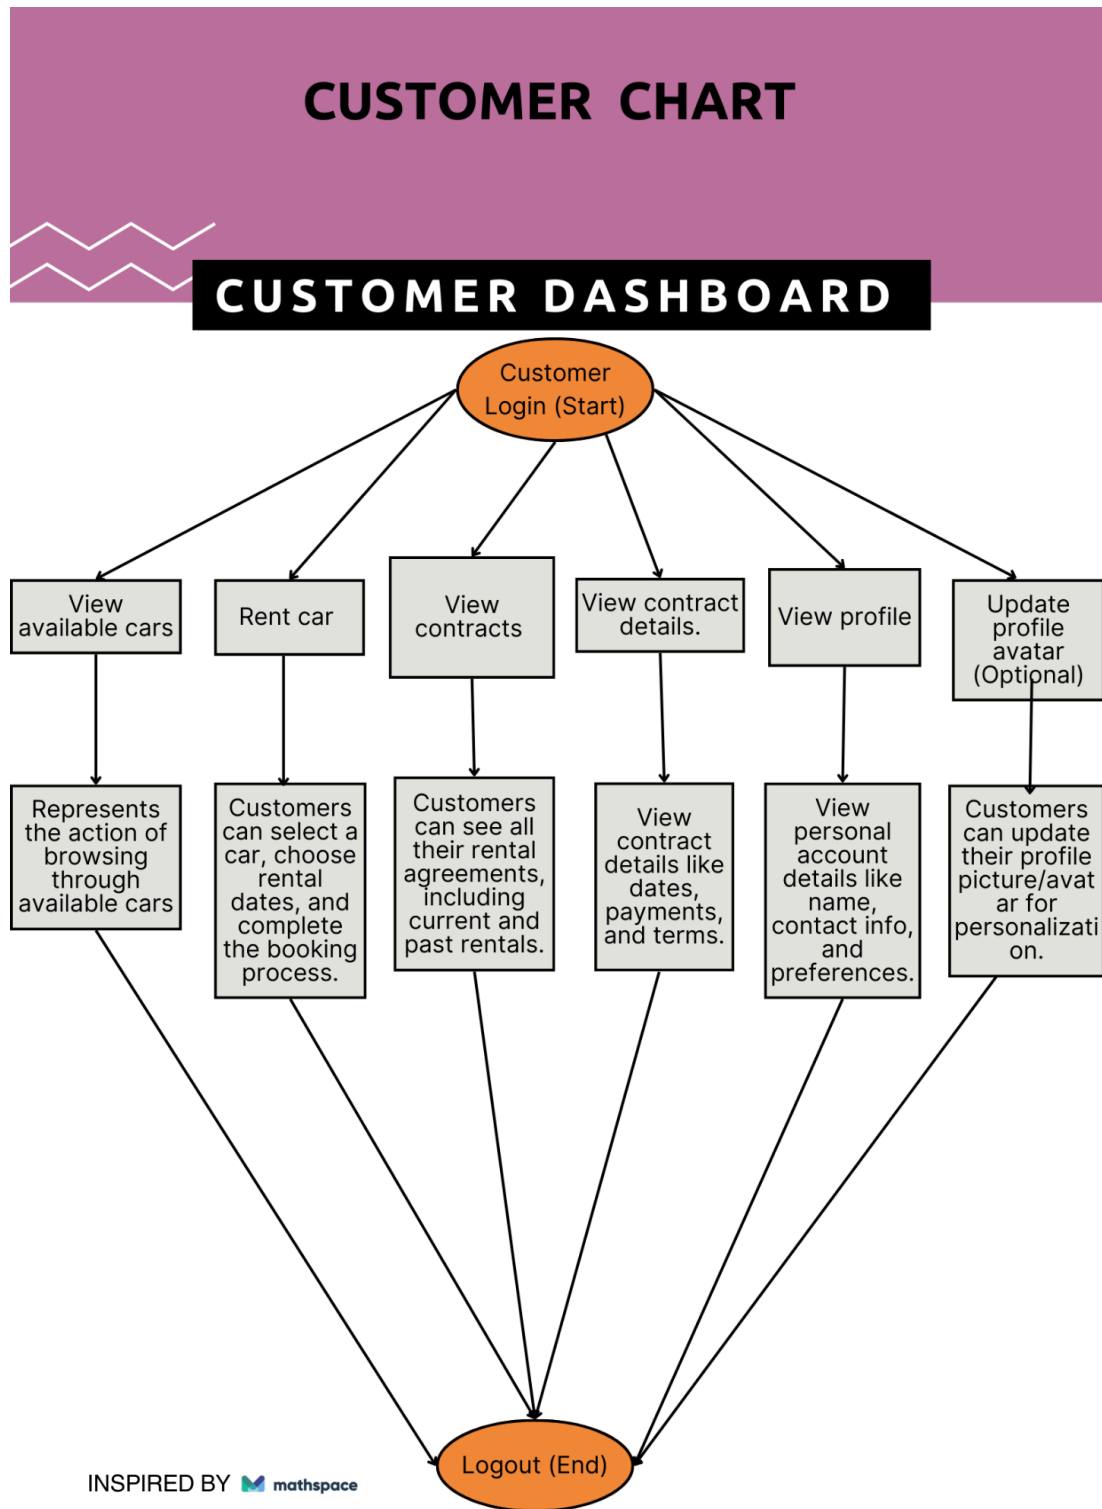 CUSTOMER CHART
CUSTOMER DASHBOARD
Customer
Login (Start)
View
available cars
Rent car
View
contracts
View contract
details.
View profile
Update
profile
avatar
(Optional)
Represents
the action of
browsing
through
available cars
Customers
can select a
car, choose
rental
dates, and
complete
the booking
process.
Customers
can see all
their rental
agreements,
including
current and
past rentals.
View
contract
details like
dates,
payments,
and terms.
View
personal
account
details like
name,
contact info,
and
preferences.
Customers
can update
their profile
picture/avat
ar for
personalizati
on.
Logout (End)
INSPIRED BY mathspace